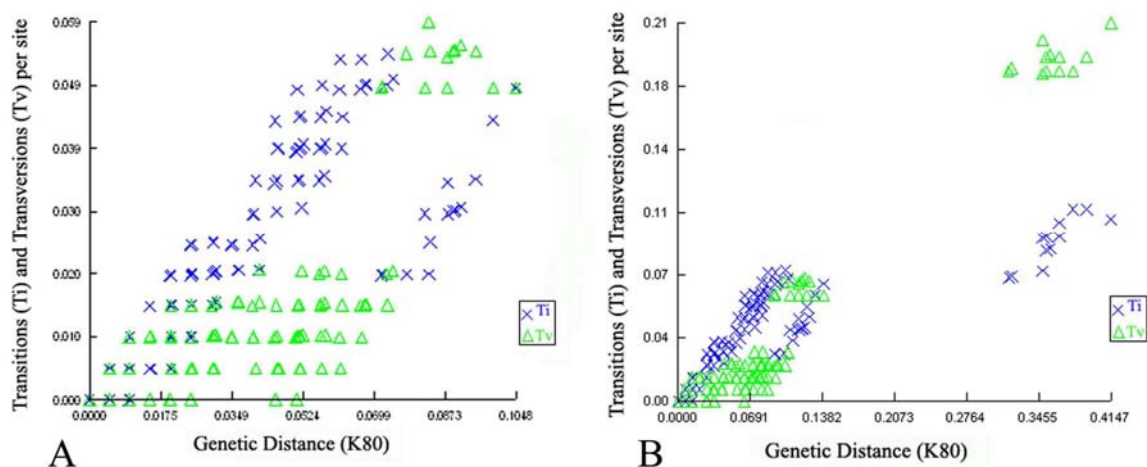 Transitions (Ti) and Transversions (Tv) per site
0.059
0.049
0.039
0.030
0.020
0.010
0.000
0.0000 0.0175 0.0349 0.0524 0.0699 0.0873 0.1048
Genetic Distance (K80)
Ti
Tv
A
Transitions (Ti) and Transversions (Tv) per site
0.21
0.18
0.14
0.11
0.07
0.04
0.00
0.0000 0.0691 0.1382 0.2073 0.2764 0.3455 0.4147
Genetic Distance (K80)
Ti
Tv
B